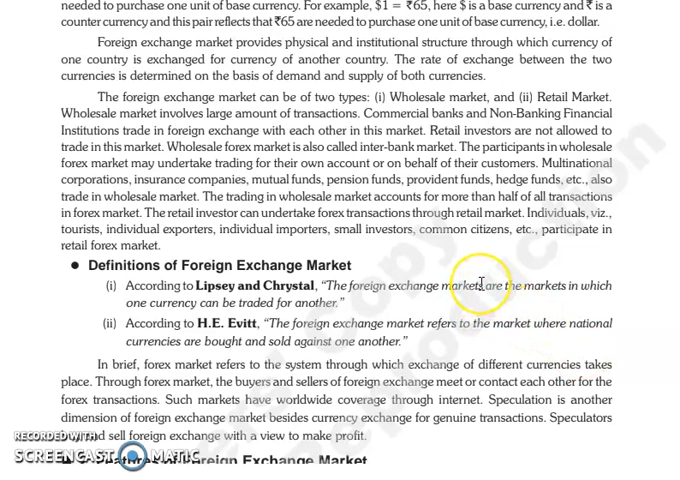 needed to purchase one unit of base currency. For example, $1 = ₹65, here $ is a base currency and ₹ is a
counter currency and this pair reflects that ₹65 are needed to purchase one unit of base currency, i.e. dollar.
Foreign exchange market provides physical and institutional structure through which currency of
one country is exchanged for currency of another country. The rate of exchange between the two
currencies is determined on the basis of demand and supply of both currencies.
The foreign exchange market can be of two types: (i) Wholesale market, and (ii) Retail Market.
Wholesale market involves large amount of transactions. Commercial banks and Non-Banking Financial
Institutions trade in foreign exchange with each other in this market. Retail investors are not allowed to
trade in this market. Wholesale forex market is also called inter-bank market. The participants in wholesale
forex market may undertake trading for their own account or on behalf of their customers. Multinational
corporations, insurance companies, mutual funds, pension funds, provident funds, hedge funds, etc., also
trade in wholesale market. The trading in wholesale market accounts for more than half of all transactions
in forex market. The retail investor can undertake forex transactions through retail market. Individuals, viz.,
tourists, individual exporters, individual importers, small investors, common citizens, etc., participate in
retail forex market.
● Definitions of Foreign Exchange Market
(i) According to Lipsey and Chrystal, “The foreign exchange markets are the markets in which
one currency can be traded for another.”
(ii) According to H.E. Evitt, “The foreign exchange market refers to the market where national
currencies are bought and sold against one another.”
In brief, forex market refers to the system through which exchange of different currencies takes
place. Through forex market, the buyers and sellers of foreign exchange meet or contact each other for the
forex transactions. Such markets have worldwide coverage through internet. Speculation is another
dimension of foreign exchange market besides currency exchange for genuine transactions. Speculators
and sell foreign exchange with a view to make profit.
RECORDED WITH
SCREENCAST MATIC
Features of Foreign Exchange Market